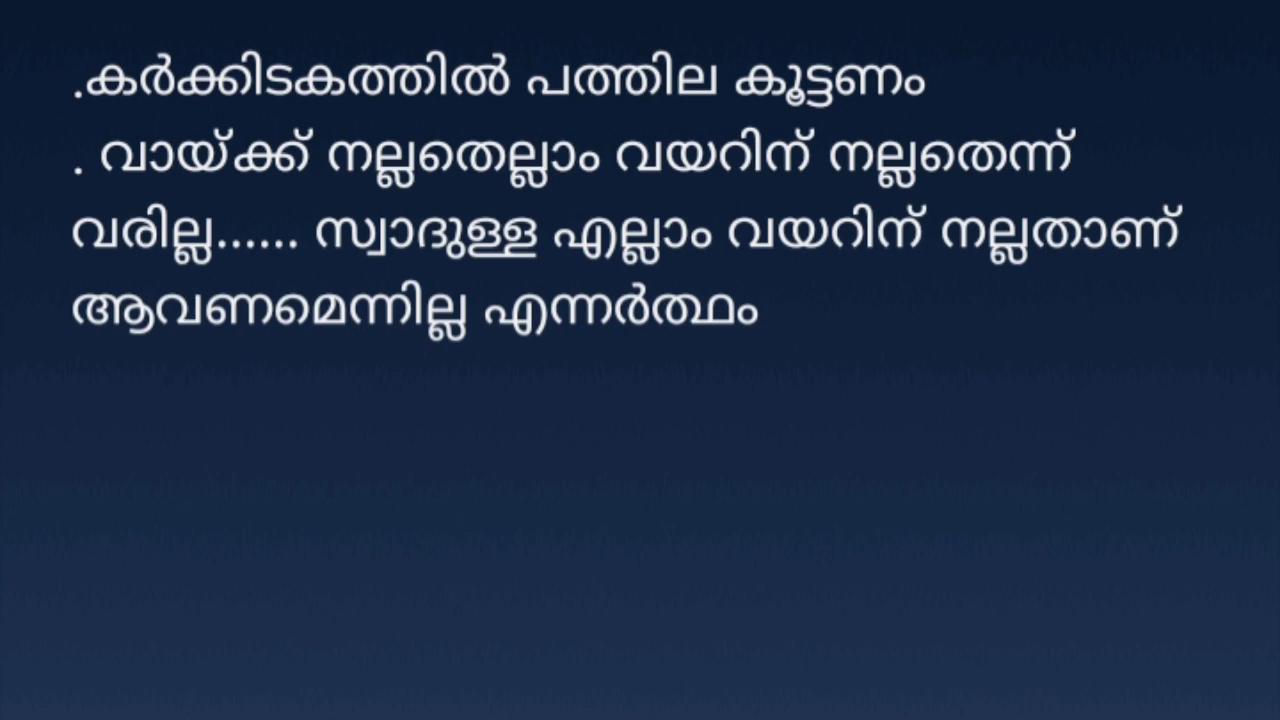 .കർക്കിടകത്തിൽ പത്തില കൂട്ടണം
. വായ്ക്ക് നല്ലതെല്ലാം വയറിന് നല്ലതെന്ന്
വരില്ല...... സ്വാദുള്ള എല്ലാം വയറിന് നല്ലതാണ്
ആവണമെന്നില്ല എന്നർത്ഥം